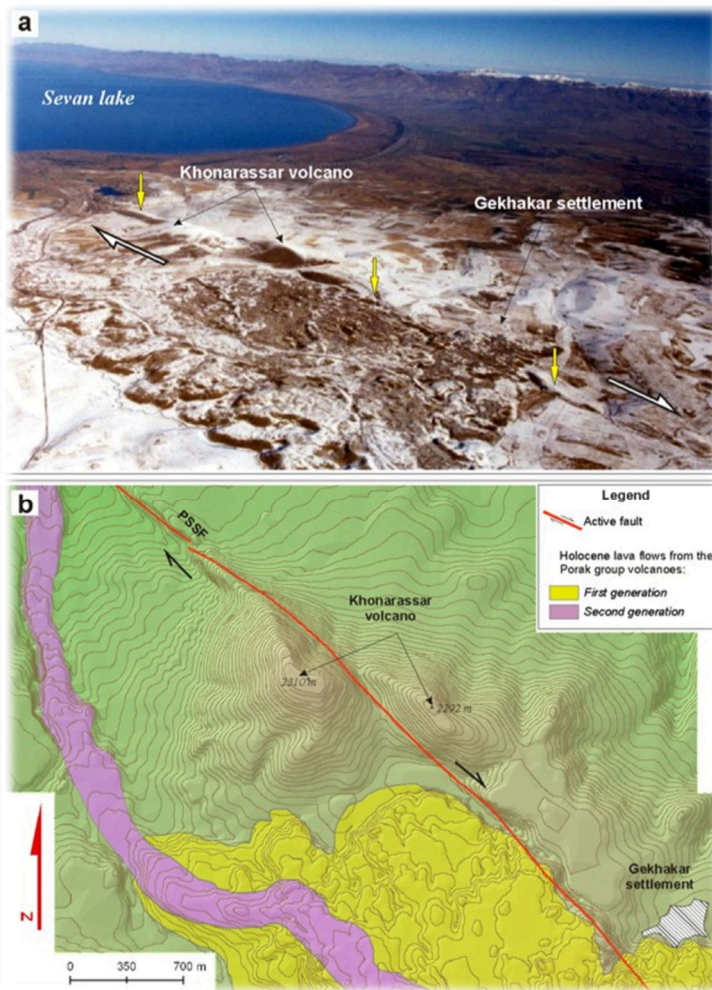 a
Sevan lake
Khonarassar volcano
Gekhakar settlement
b
PSSF
Khonarassar
volcano
2310 m
2292 m
Gekhakar
settlement
Legend
Active fault
Holocene lava flows from the
Porak group volcanoes:
First generation
Second generation
N
0 350 700 m